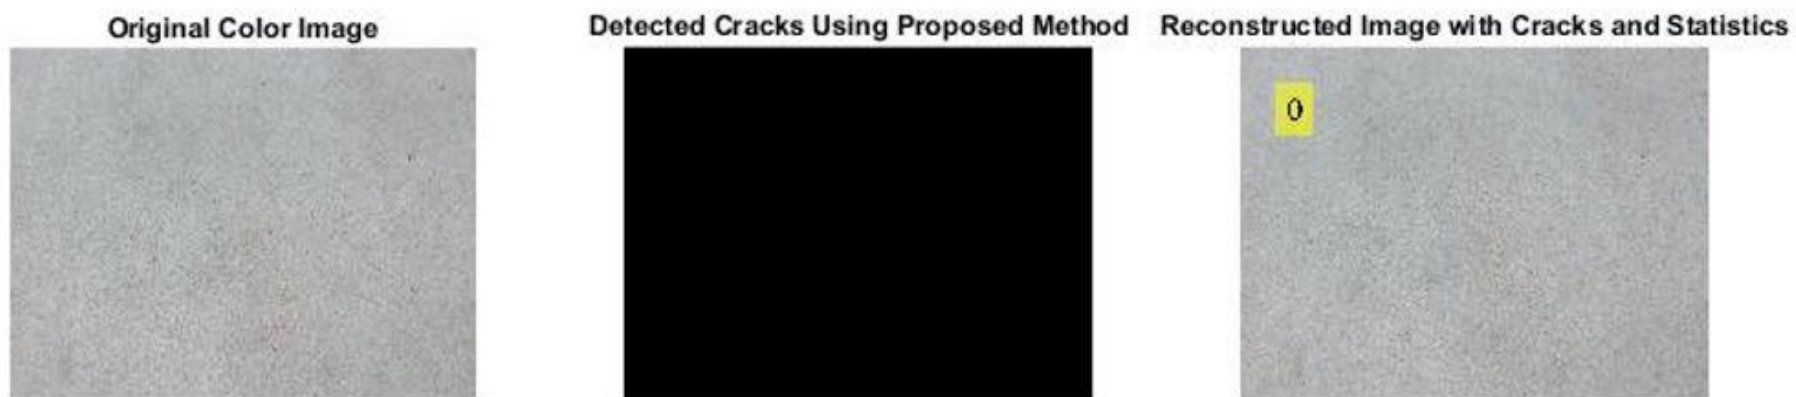 Original Color Image
Detected Cracks Using Proposed Method
Reconstructed Image with Cracks and Statistics
0